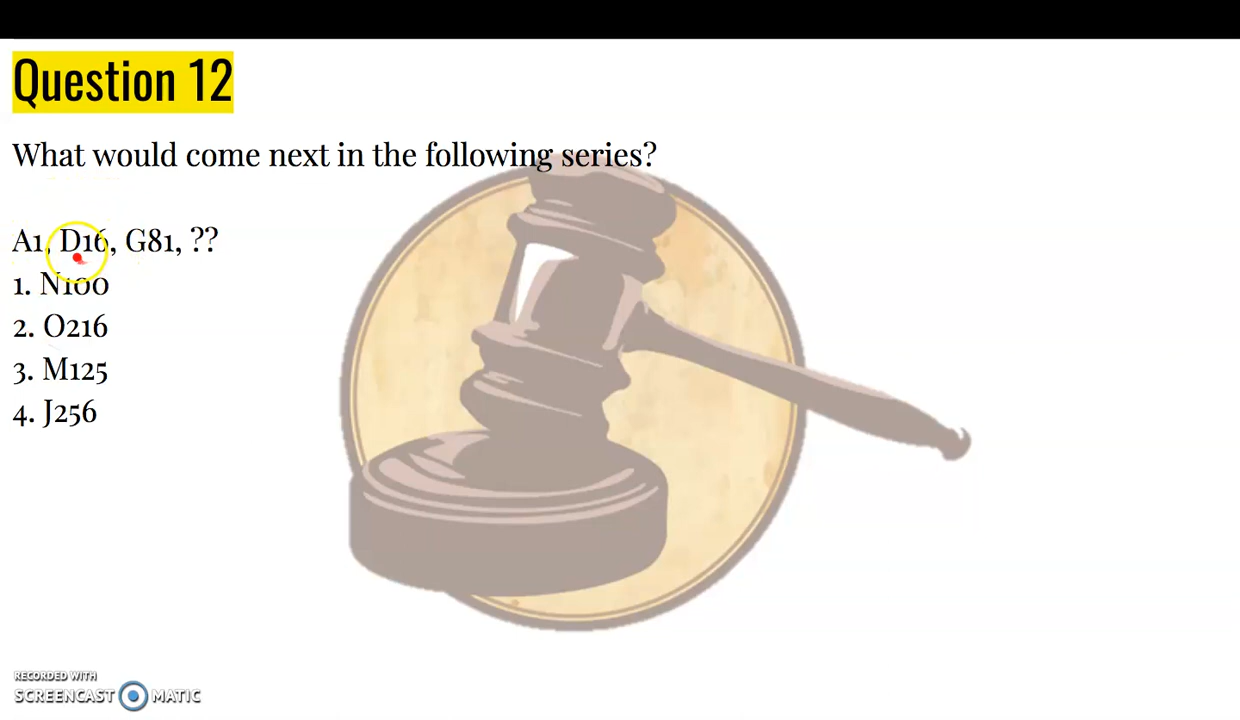 Question 12
What would come next in the following series?
A1, D16, G81, ??
1. N100
2. O216
3. M125
4. J256
RECORDED WITH
SCREENCAST MATIC